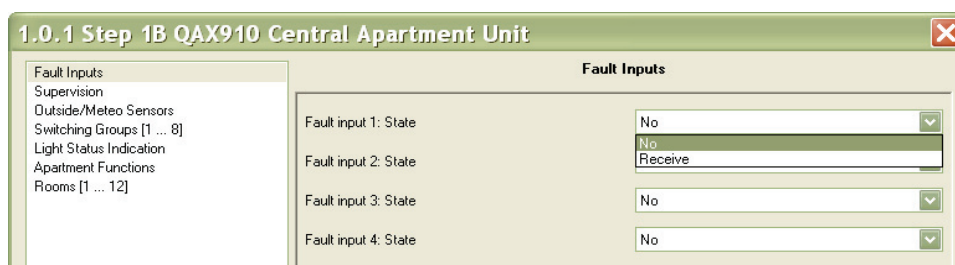 1.0.1 Step 1B QAX910 Central Apartment Unit
Fault Inputs
Supervision
Outside/Meteo Sensors
Switching Groups [1 ... 8]
Light Status Indication
Apartment Functions
Rooms [1 ... 12]
Fault Inputs
Fault input 1: State No
No
Receive
Fault input 2: State
Fault input 3: State No
Fault input 4: State No